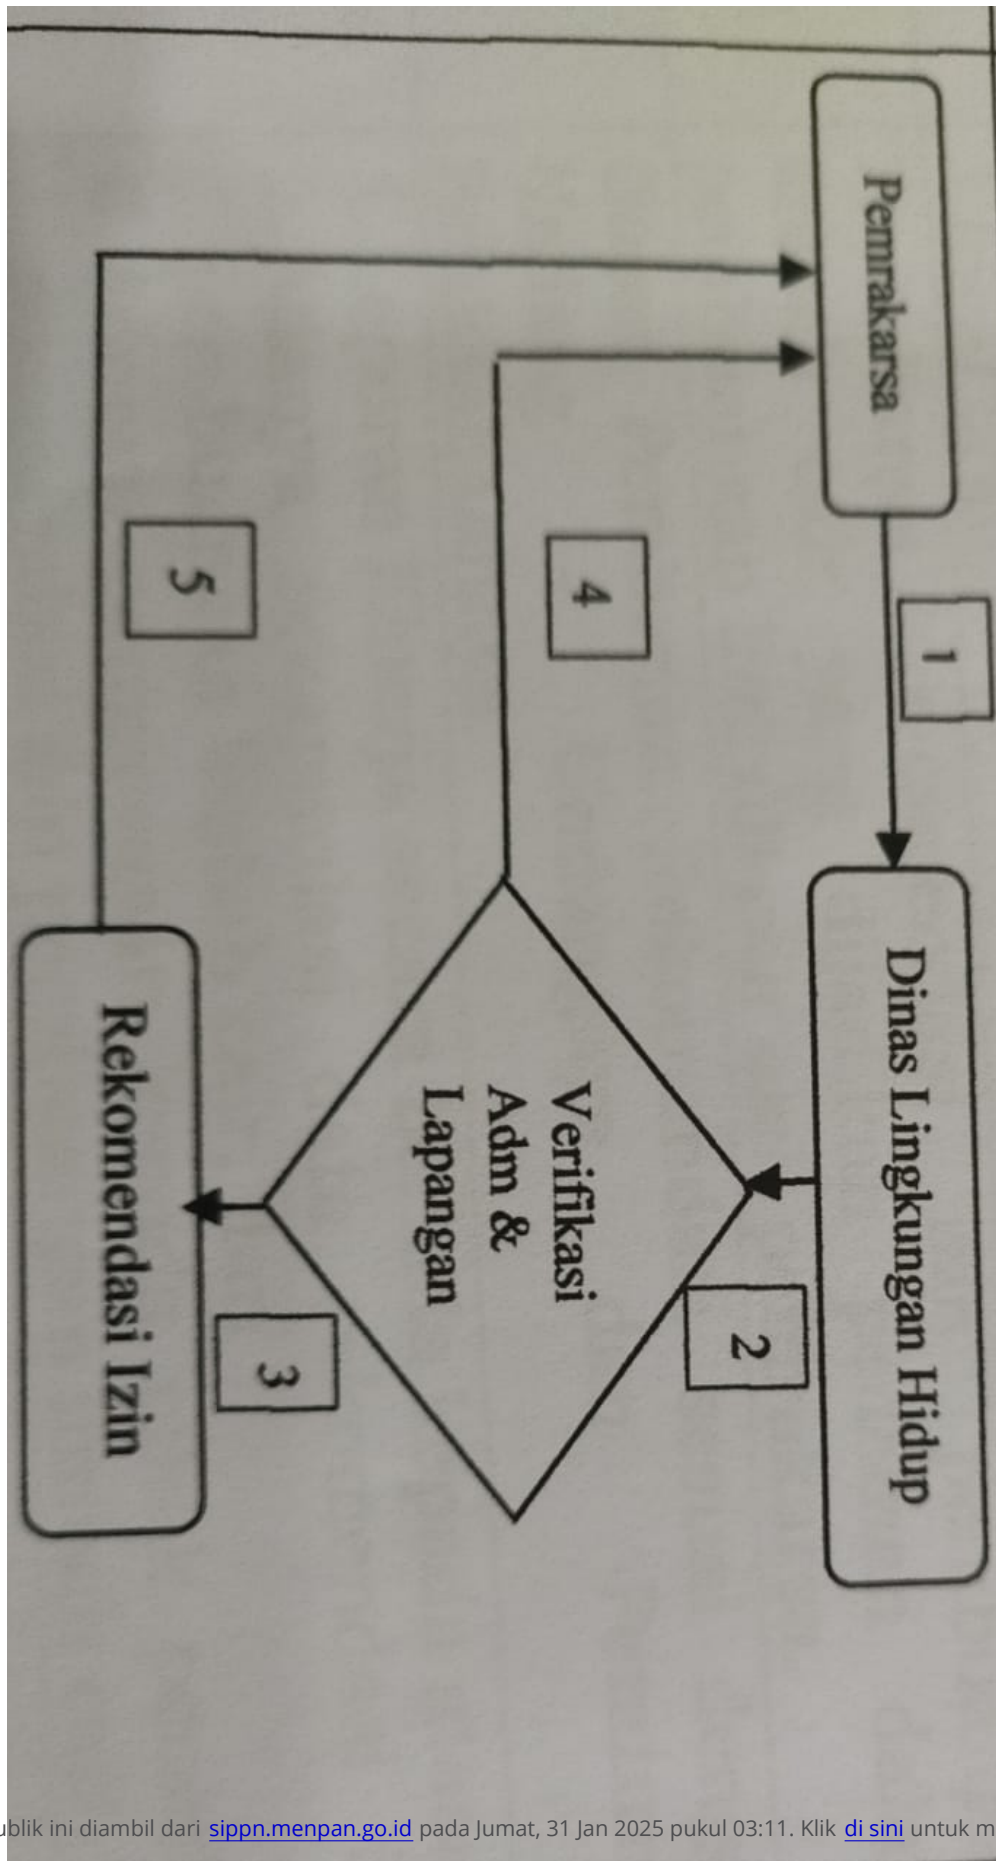 Pemrakarsa
1
Dinas Lingkungan Hidup
2
Verifikasi
Adm &
Lapangan
4
3
5
Rekomendasi Izin
ublik ini diambil dari sippn.menpan.go.id pada Jumat, 31 Jan 2025 pukul 03:11. Klik di sini untuk m